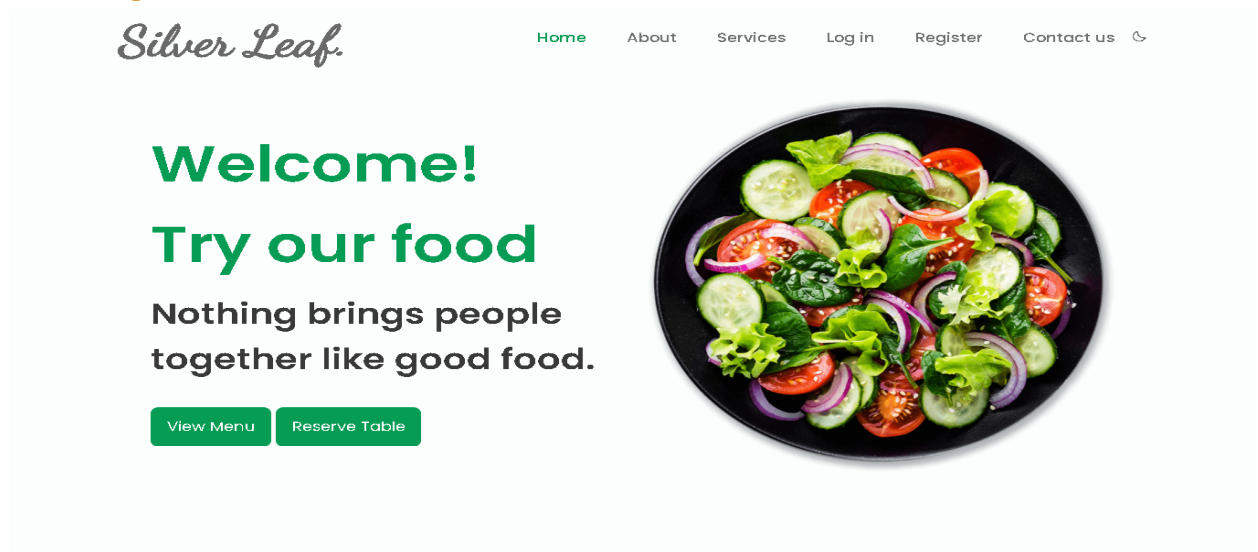 Silver Leaf.
Home About Services Log in Register Contact us
Welcome!
Try our food
Nothing brings people
together like good food.
View Menu Reserve Table